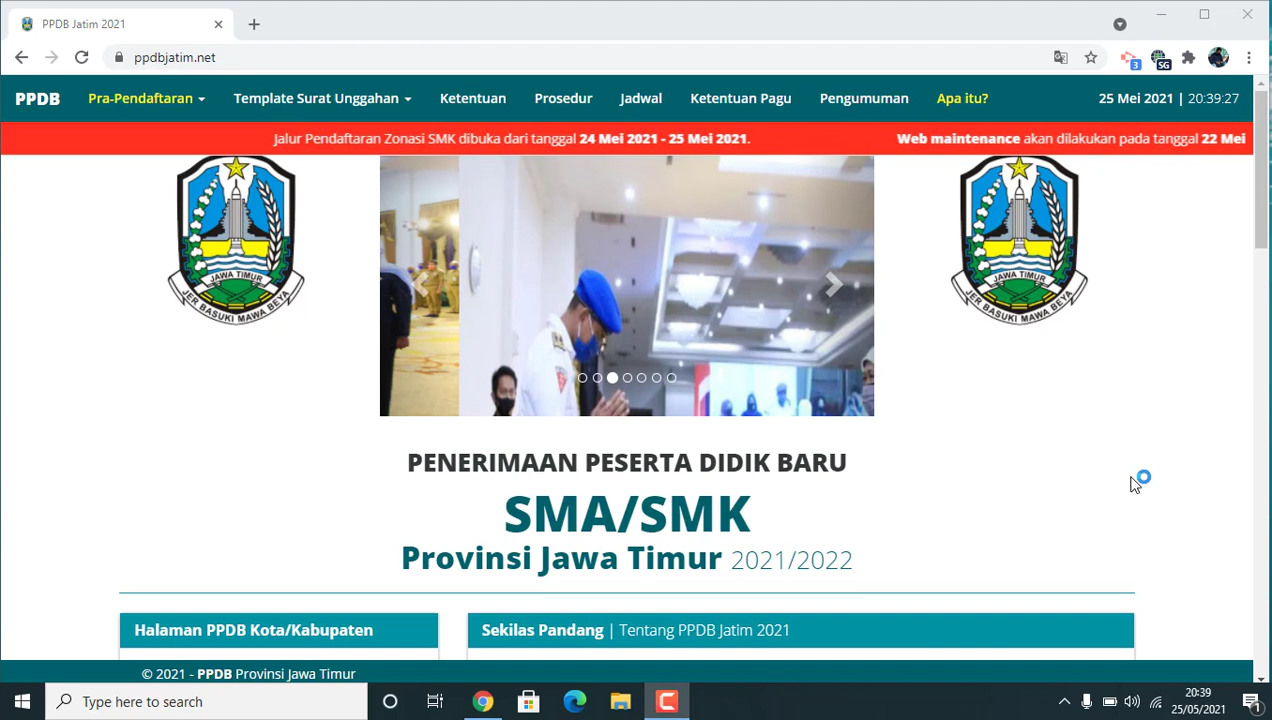 PPDB Jatim 2021
ppdbjatim.net
3
SG
PPDB Pra-Pendaftaran Template Surat Unggahan Ketentuan Prosedur Jadwal Ketentuan Pagu Pengumuman Apa itu? 25 Mei 2021 | 20:39:27
Jalur Pendaftaran Zonasi SMK dibuka dari tanggal 24 Mei 2021 - 25 Mei 2021. Web maintenance akan dilakukan pada tanggal 22 Mei
JAWA TIMUR
JER BASUKI MAWA BEYA
JAWA TIMUR
JER BASUKI MAWA BEYA
PENERIMAAN PESERTA DIDIK BARU
SMA/SMK
Provinsi Jawa Timur 2021/2022
Halaman PPDB Kota/Kabupaten
Sekilas Pandang | Tentang PPDB Jatim 2021
© 2021 - PPDB Provinsi Jawa Timur
Type here to search
20:39
25/05/2021
1